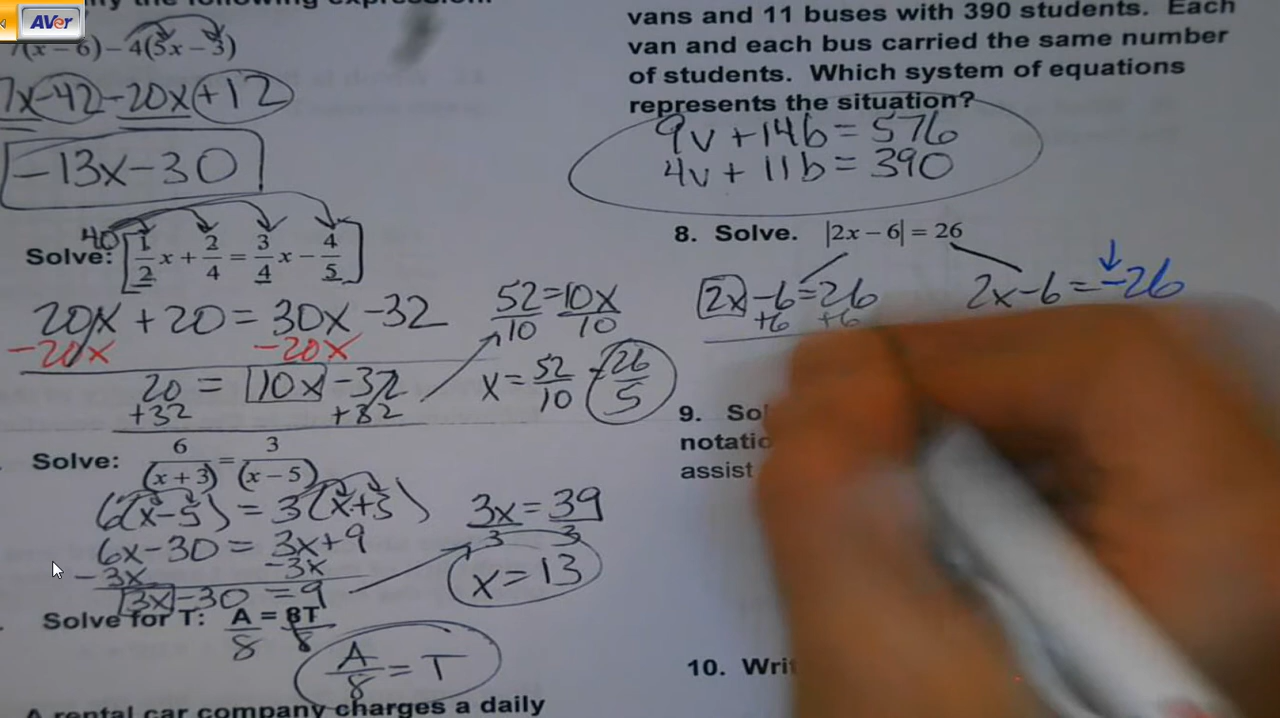 AVer
the following expression.
7(x − 6) − 4(5x − 3)
7x-42-20x+12
-13x-30
Solve: 40[1/2 x + 2/4 = 3/4 x − 4/5]
20x + 20 = 30x -32
-20x -20x
20 = 10x -32
+32 +32
52 = 10x
10 10
x = 52/10 = 26/5
Solve: 6/(x + 3) = 3/(x − 5)
6(x-5) = 3(x+3)
6x-30 = 3x+9
-3x -3x
3x -30 = 9
3x = 39
3 3
x = 13
Solve for T: A = 8T
8 8
A/8 = T
A rental car company charges a daily
vans and 11 buses with 390 students. Each
van and each bus carried the same number
of students. Which system of equations
represents the situation?
9v + 14b = 576
4v + 11b = 390
8. Solve. |2x − 6| = 26
2x -6 = 26 2x -6 = -26
+6 +6
9.
assist
10.